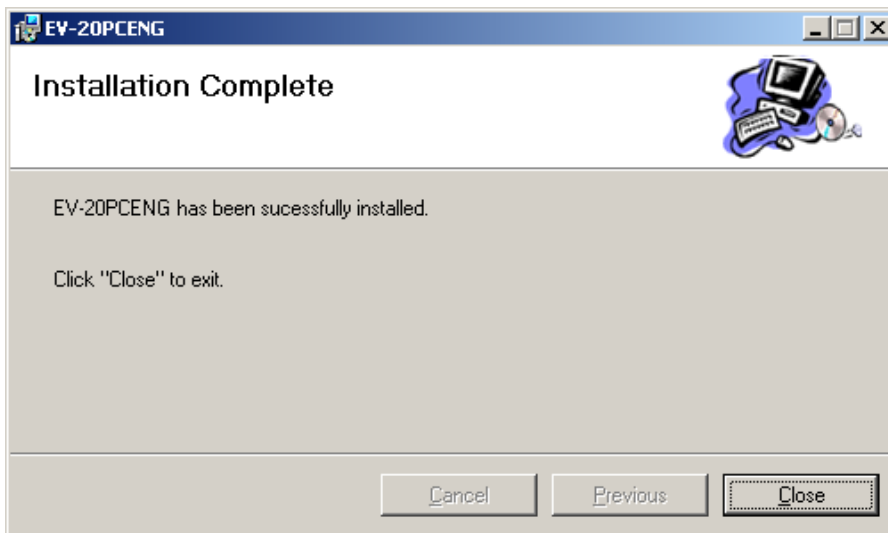 EV-20PCENG
Installation Complete
EV-20PCENG has been sucessfully installed.
Click "Close" to exit.
Cancel
Previous
Close